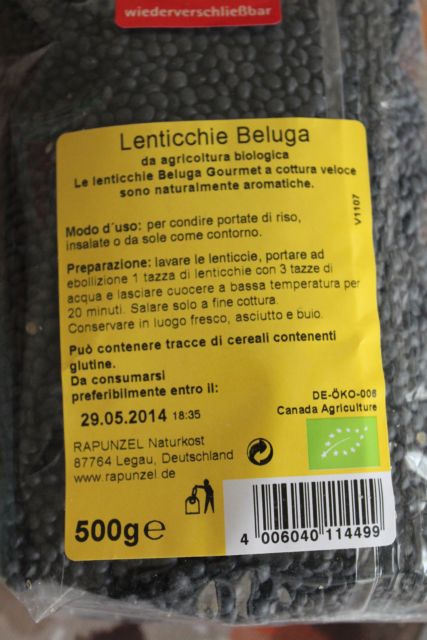 wiederverschließbar
Lenticchie Beluga
da agricoltura biologica
Le lenticchie Beluga Gourmet a cottura veloce
sono naturalmente aromatiche.
Modo d´uso: per condire portate di riso,
insalate o da sole come contorno.
V1107
Preparazione: lavare le lenticcie, portare ad
ebollizione 1 tazza di lenticchie con 3 tazze di
acqua e lasciare cuocere a bassa temperatura per
20 minuti. Salare solo a fine cottura.
Conservare in luogo fresco, asciutto e buio.
Può contenere tracce di cereali contenenti
glutine.
Da consumarsi
preferibilmente entro il:
29.05.2014 18:35
DE-ÖKO-006
Canada Agriculture
RAPUNZEL Naturkost
87764 Legau, Deutschland
www.rapunzel.de
500g e
4 006040 114499